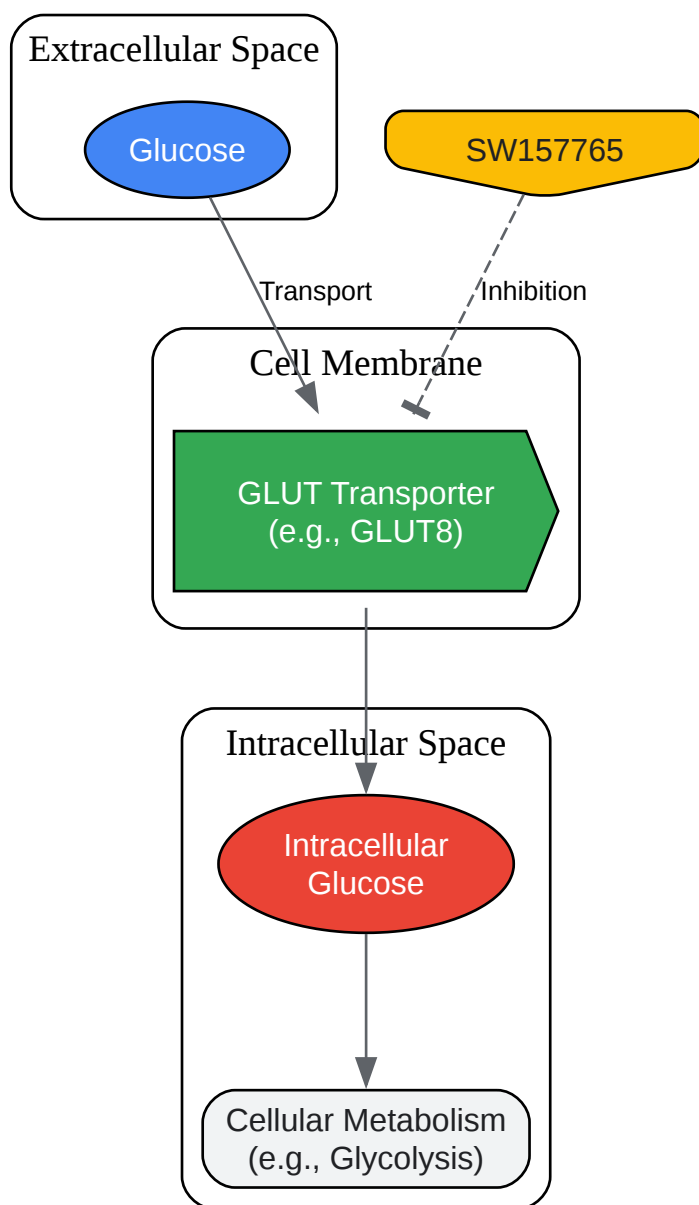 Extracellular Space
Glucose
SW157765
Transport
Inhibition
Cell Membrane
GLUT Transporter
(e.g., GLUT8)
Intracellular Space
Intracellular
Glucose
Cellular Metabolism
(e.g., Glycolysis)